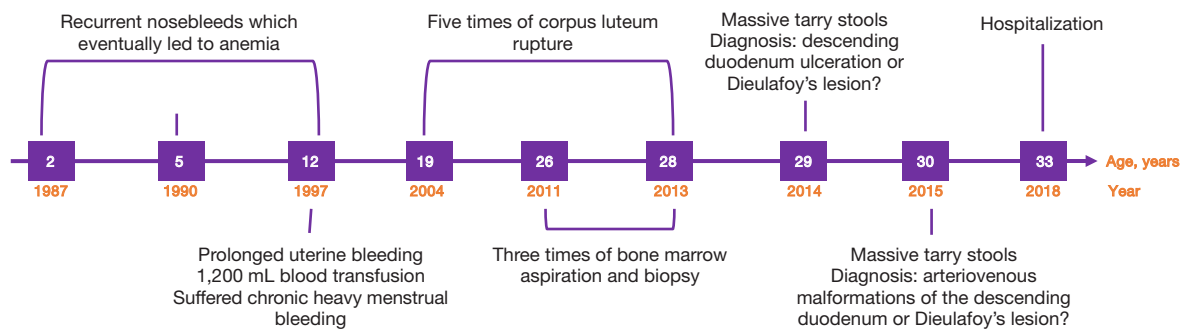 Recurrent nosebleeds which
eventually led to anemia
Five times of corpus luteum
rupture
Massive tarry stools
Diagnosis: descending
duodenum ulceration or
Dieulafoy's lesion?
Hospitalization
2 5 12 19 26 28 29 30 33 Age, years
1987 1990 1997 2004 2011 2013 2014 2015 2018 Year
Prolonged uterine bleeding
1,200 mL blood transfusion
Suffered chronic heavy menstrual
bleeding
Three times of bone marrow
aspiration and biopsy
Massive tarry stools
Diagnosis: arteriovenous
malformations of the descending
duodenum or Dieulafoy's lesion?